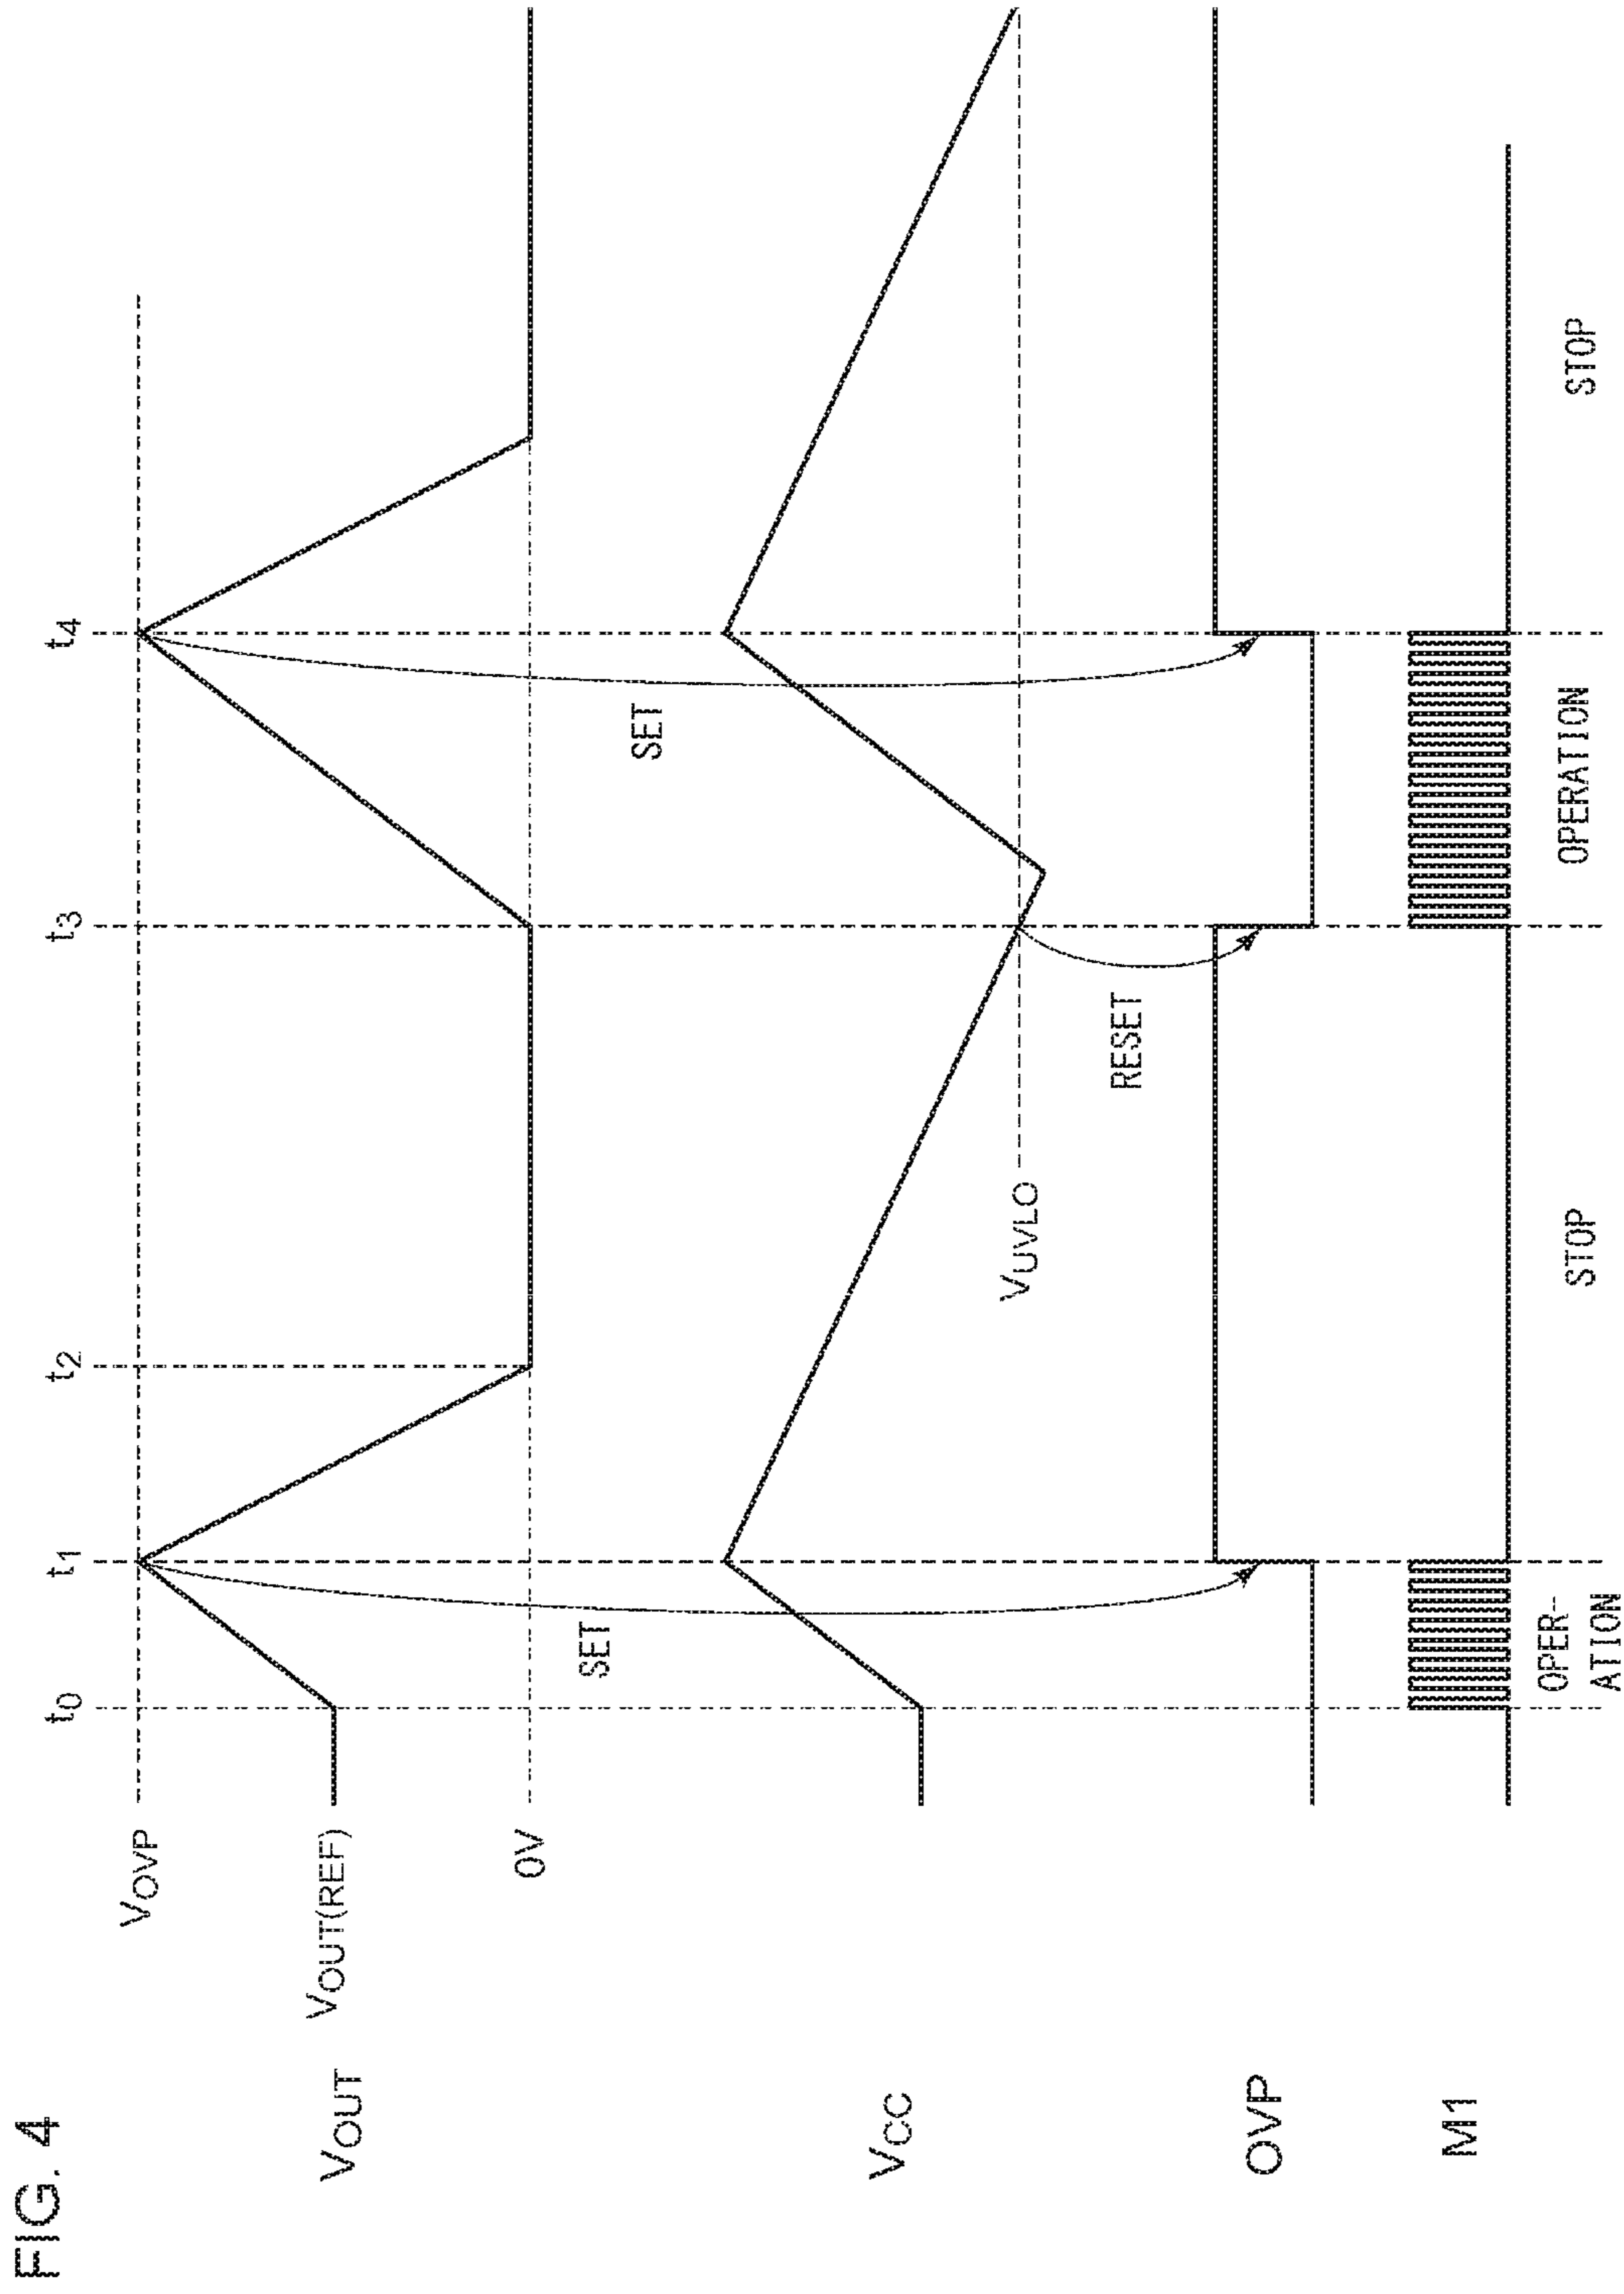 FIG. 4
t0 t1 t2 t3 t4
VOVP
VOUT VOUT(REF)
0V
SET
SET
VCC
VUVLO
RESET
OVP
M1
OPER-
ATION
STOP
OPERATION
STOP